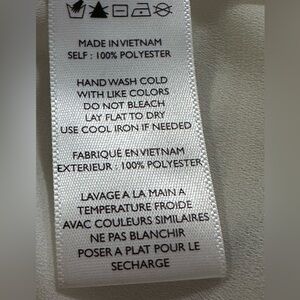 MADE IN VIETNAM
SELF : 100% POLYESTER
HAND WASH COLD
WITH LIKE COLORS
DO NOT BLEACH
LAY FLAT TO DRY
USE COOL IRON IF NEEDED
FABRIQUÉ EN VIETNAM
EXTERIEUR : 100% POLYESTER
LAVAGE A LA MAIN A
TEMPERATURE FROIDE
AVEC COULEURS SIMILAIRES
NE PAS BLANCHIR
POSER A PLAT POUR LE
SECHARGE